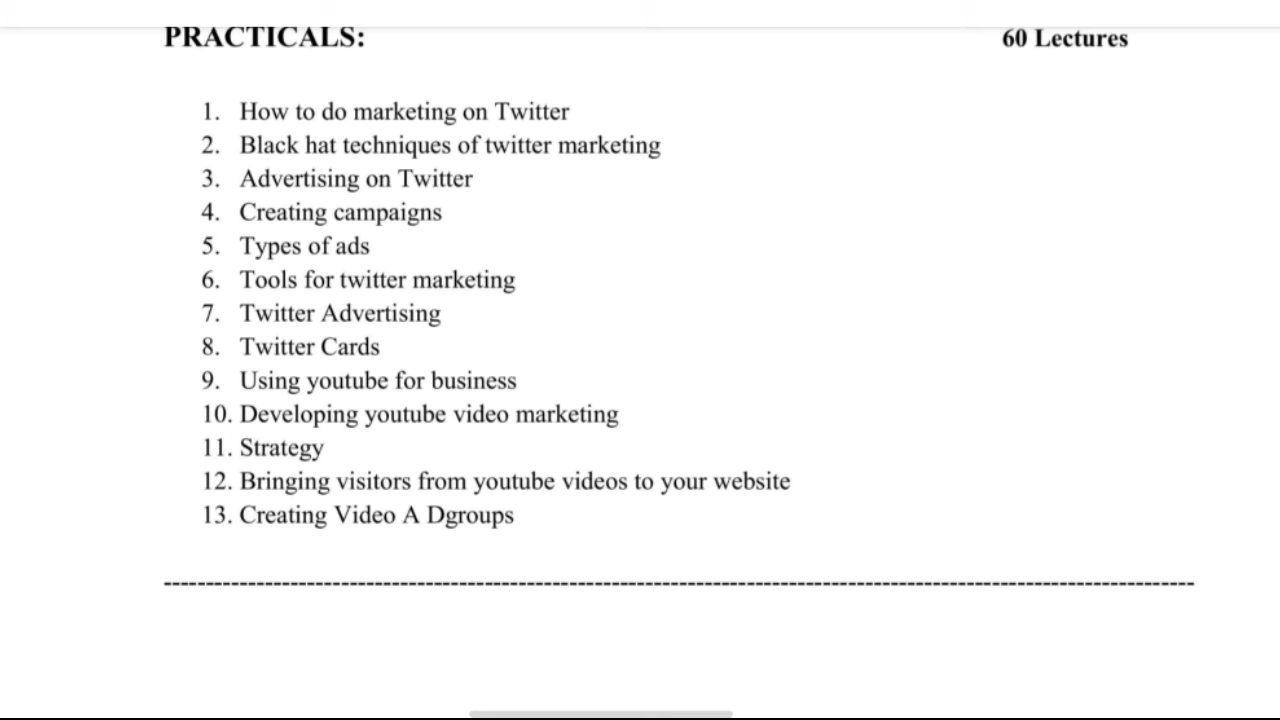 PRACTICALS: 60 Lectures
1. How to do marketing on Twitter
2. Black hat techniques of twitter marketing
3. Advertising on Twitter
4. Creating campaigns
5. Types of ads
6. Tools for twitter marketing
7. Twitter Advertising
8. Twitter Cards
9. Using youtube for business
10. Developing youtube video marketing
11. Strategy
12. Bringing visitors from youtube videos to your website
13. Creating Video A Dgroups